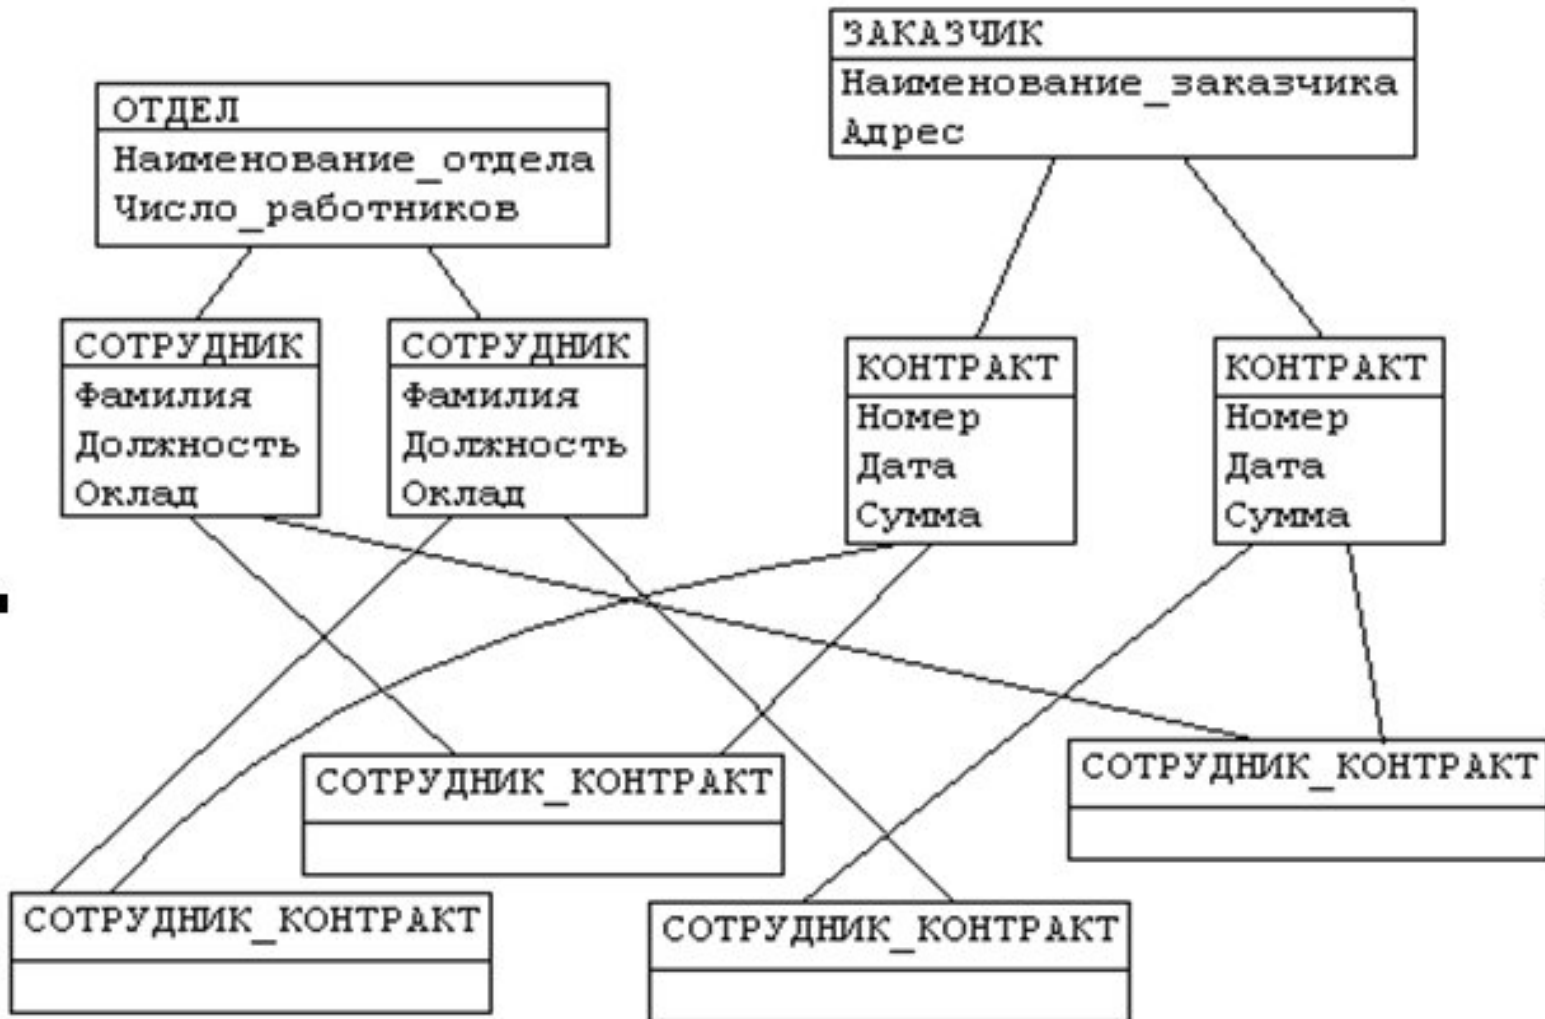 ЗАКАЗЧИК
Наименование_заказчика
Адрес
ОТДЕЛ
Наименование_отдела
Число_работников
СОТРУДНИК
Фамилия
Должность
Оклад
СОТРУДНИК
Фамилия
Должность
Оклад
КОНТРАКТ
Номер
Дата
Сумма
КОНТРАКТ
Номер
Дата
Сумма
СОТРУДНИК_КОНТРАКТ
СОТРУДНИК_КОНТРАКТ
СОТРУДНИК_КОНТРАКТ
СОТРУДНИК_КОНТРАКТ